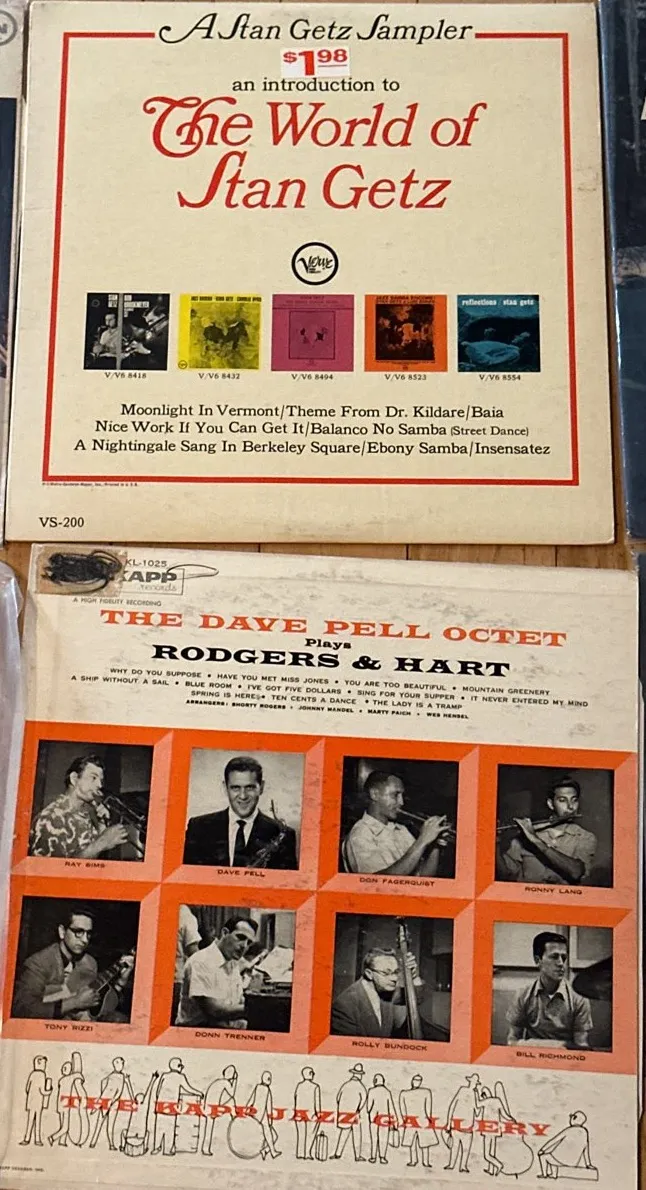 A Stan Getz Sampler
$1.98
an introduction to
The World of
Stan Getz
Verve
reflections / stan getz
V/V6 8418
V/V6 8432
V/V6 8494
V/V6 8523
V/V6 8554
Moonlight In Vermont/Theme From Dr. Kildare/Baia
Nice Work If You Can Get It/Balanco No Samba (Street Dance)
A Nightingale Sang In Berkeley Square/Ebony Samba/Insensatez
VS-200
KL-1025
KAPP
records
A HIGH FIDELITY RECORDING
THE DAVE PELL OCTET
Plays
RODGERS & HART
WHY DO YOU SUPPOSE • HAVE YOU MET MISS JONES • YOU ARE TOO BEAUTIFUL • MOUNTAIN GREENERY
A SHIP WITHOUT A SAIL • BLUE ROOM • I'VE GOT FIVE DOLLARS • SING FOR YOUR SUPPER • IT NEVER ENTERED MY MIND
SPRING IS HERE • TEN CENTS A DANCE • THE LADY IS A TRAMP
ARRANGERS: SHORTY ROGERS • JOHNNY MANDEL • MARTY PAICH • WES HENSEL
RAY SIMS
DAVE PELL
DON FAGERQUIST
RONNY LANG
TONY RIZZI
DONN TRENNER
ROLLY BUNDOCK
BILL RICHMOND
THE KAPP JAZZ GALLERY